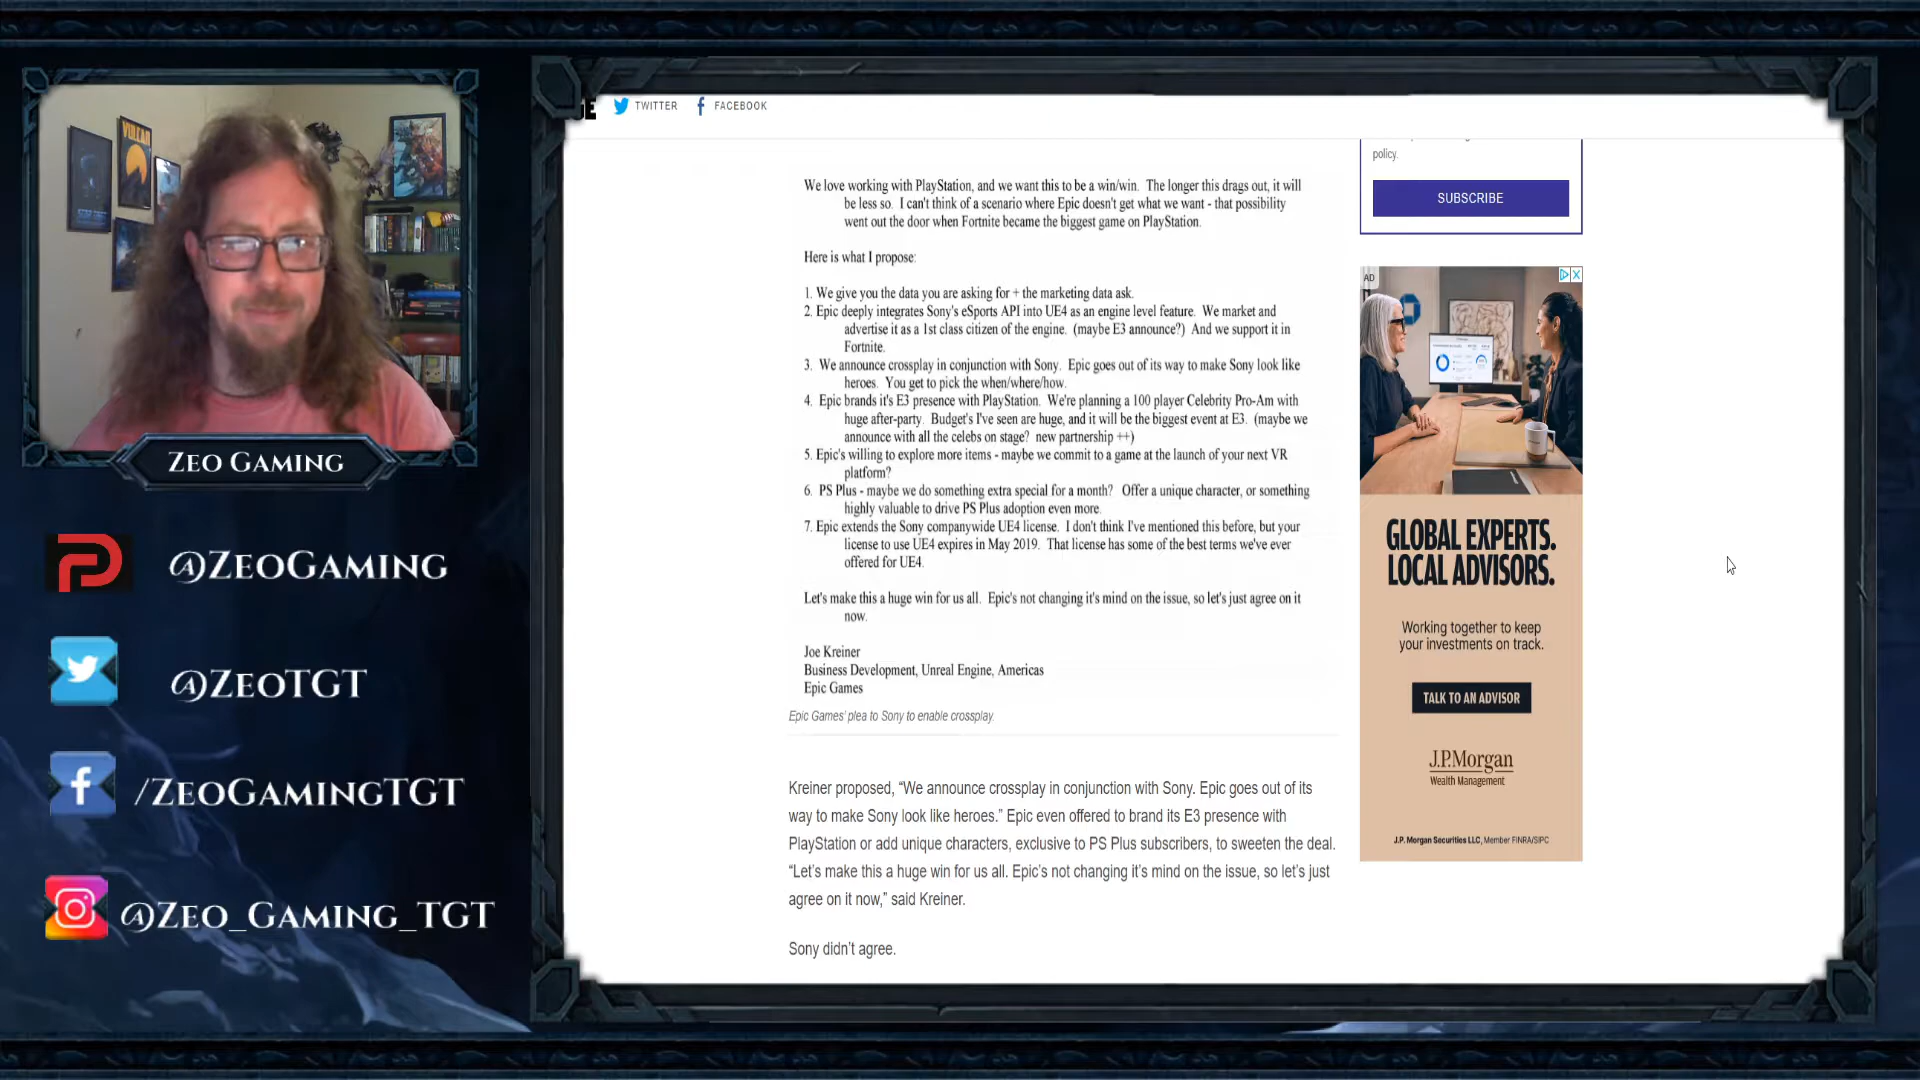 VULCAN
ZEO GAMING
@ZEOGAMING
@ZEOTGT
/ZEOGAMINGTGT
@ZEO_GAMING_TGT
GE
TWITTER FACEBOOK
We love working with PlayStation, and we want this to be a win/win. The longer this drags out, it will
be less so. I can't think of a scenario where Epic doesn't get what we want - that possibility
went out the door when Fortnite became the biggest game on PlayStation.
Here is what I propose:
1. We give you the data you are asking for + the marketing data ask.
2. Epic deeply integrates Sony's eSports API into UE4 as an engine level feature. We market and
advertise it as a 1st class citizen of the engine. (maybe E3 announce?) And we support it in
Fortnite.
3. We announce crossplay in conjunction with Sony. Epic goes out of its way to make Sony look like
heroes. You get to pick the when/where/how.
4. Epic brands it's E3 presence with PlayStation. We're planning a 100 player Celebrity Pro-Am with
huge after-party. Budget's I've seen are huge, and it will be the biggest event at E3. (maybe we
announce with all the celebs on stage? new partnership ++)
5. Epic's willing to explore more items - maybe we commit to a game at the launch of your next VR
platform?
6. PS Plus - maybe we do something extra special for a month? Offer a unique character, or something
highly valuable to drive PS Plus adoption even more.
7. Epic extends the Sony companywide UE4 license. I don't think I've mentioned this before, but your
license to use UE4 expires in May 2019. That license has some of the best terms we've ever
offered for UE4.
Let's make this a huge win for us all. Epic's not changing it's mind on the issue, so let's just agree on it
now.
Joe Kreiner
Business Development, Unreal Engine, Americas
Epic Games
Epic Games' plea to Sony to enable crossplay.
Kreiner proposed, “We announce crossplay in conjunction with Sony. Epic goes out of its
way to make Sony look like heroes.” Epic even offered to brand its E3 presence with
PlayStation or add unique characters, exclusive to PS Plus subscribers, to sweeten the deal.
“Let’s make this a huge win for us all. Epic’s not changing it’s mind on the issue, so let’s just
agree on it now,” said Kreiner.
Sony didn’t agree.
policy.
SUBSCRIBE
AD
GLOBAL EXPERTS.
LOCAL ADVISORS.
Working together to keep
your investments on track.
TALK TO AN ADVISOR
J.P.Morgan
Wealth Management
J.P. Morgan Securities LLC, Member FINRA/SIPC